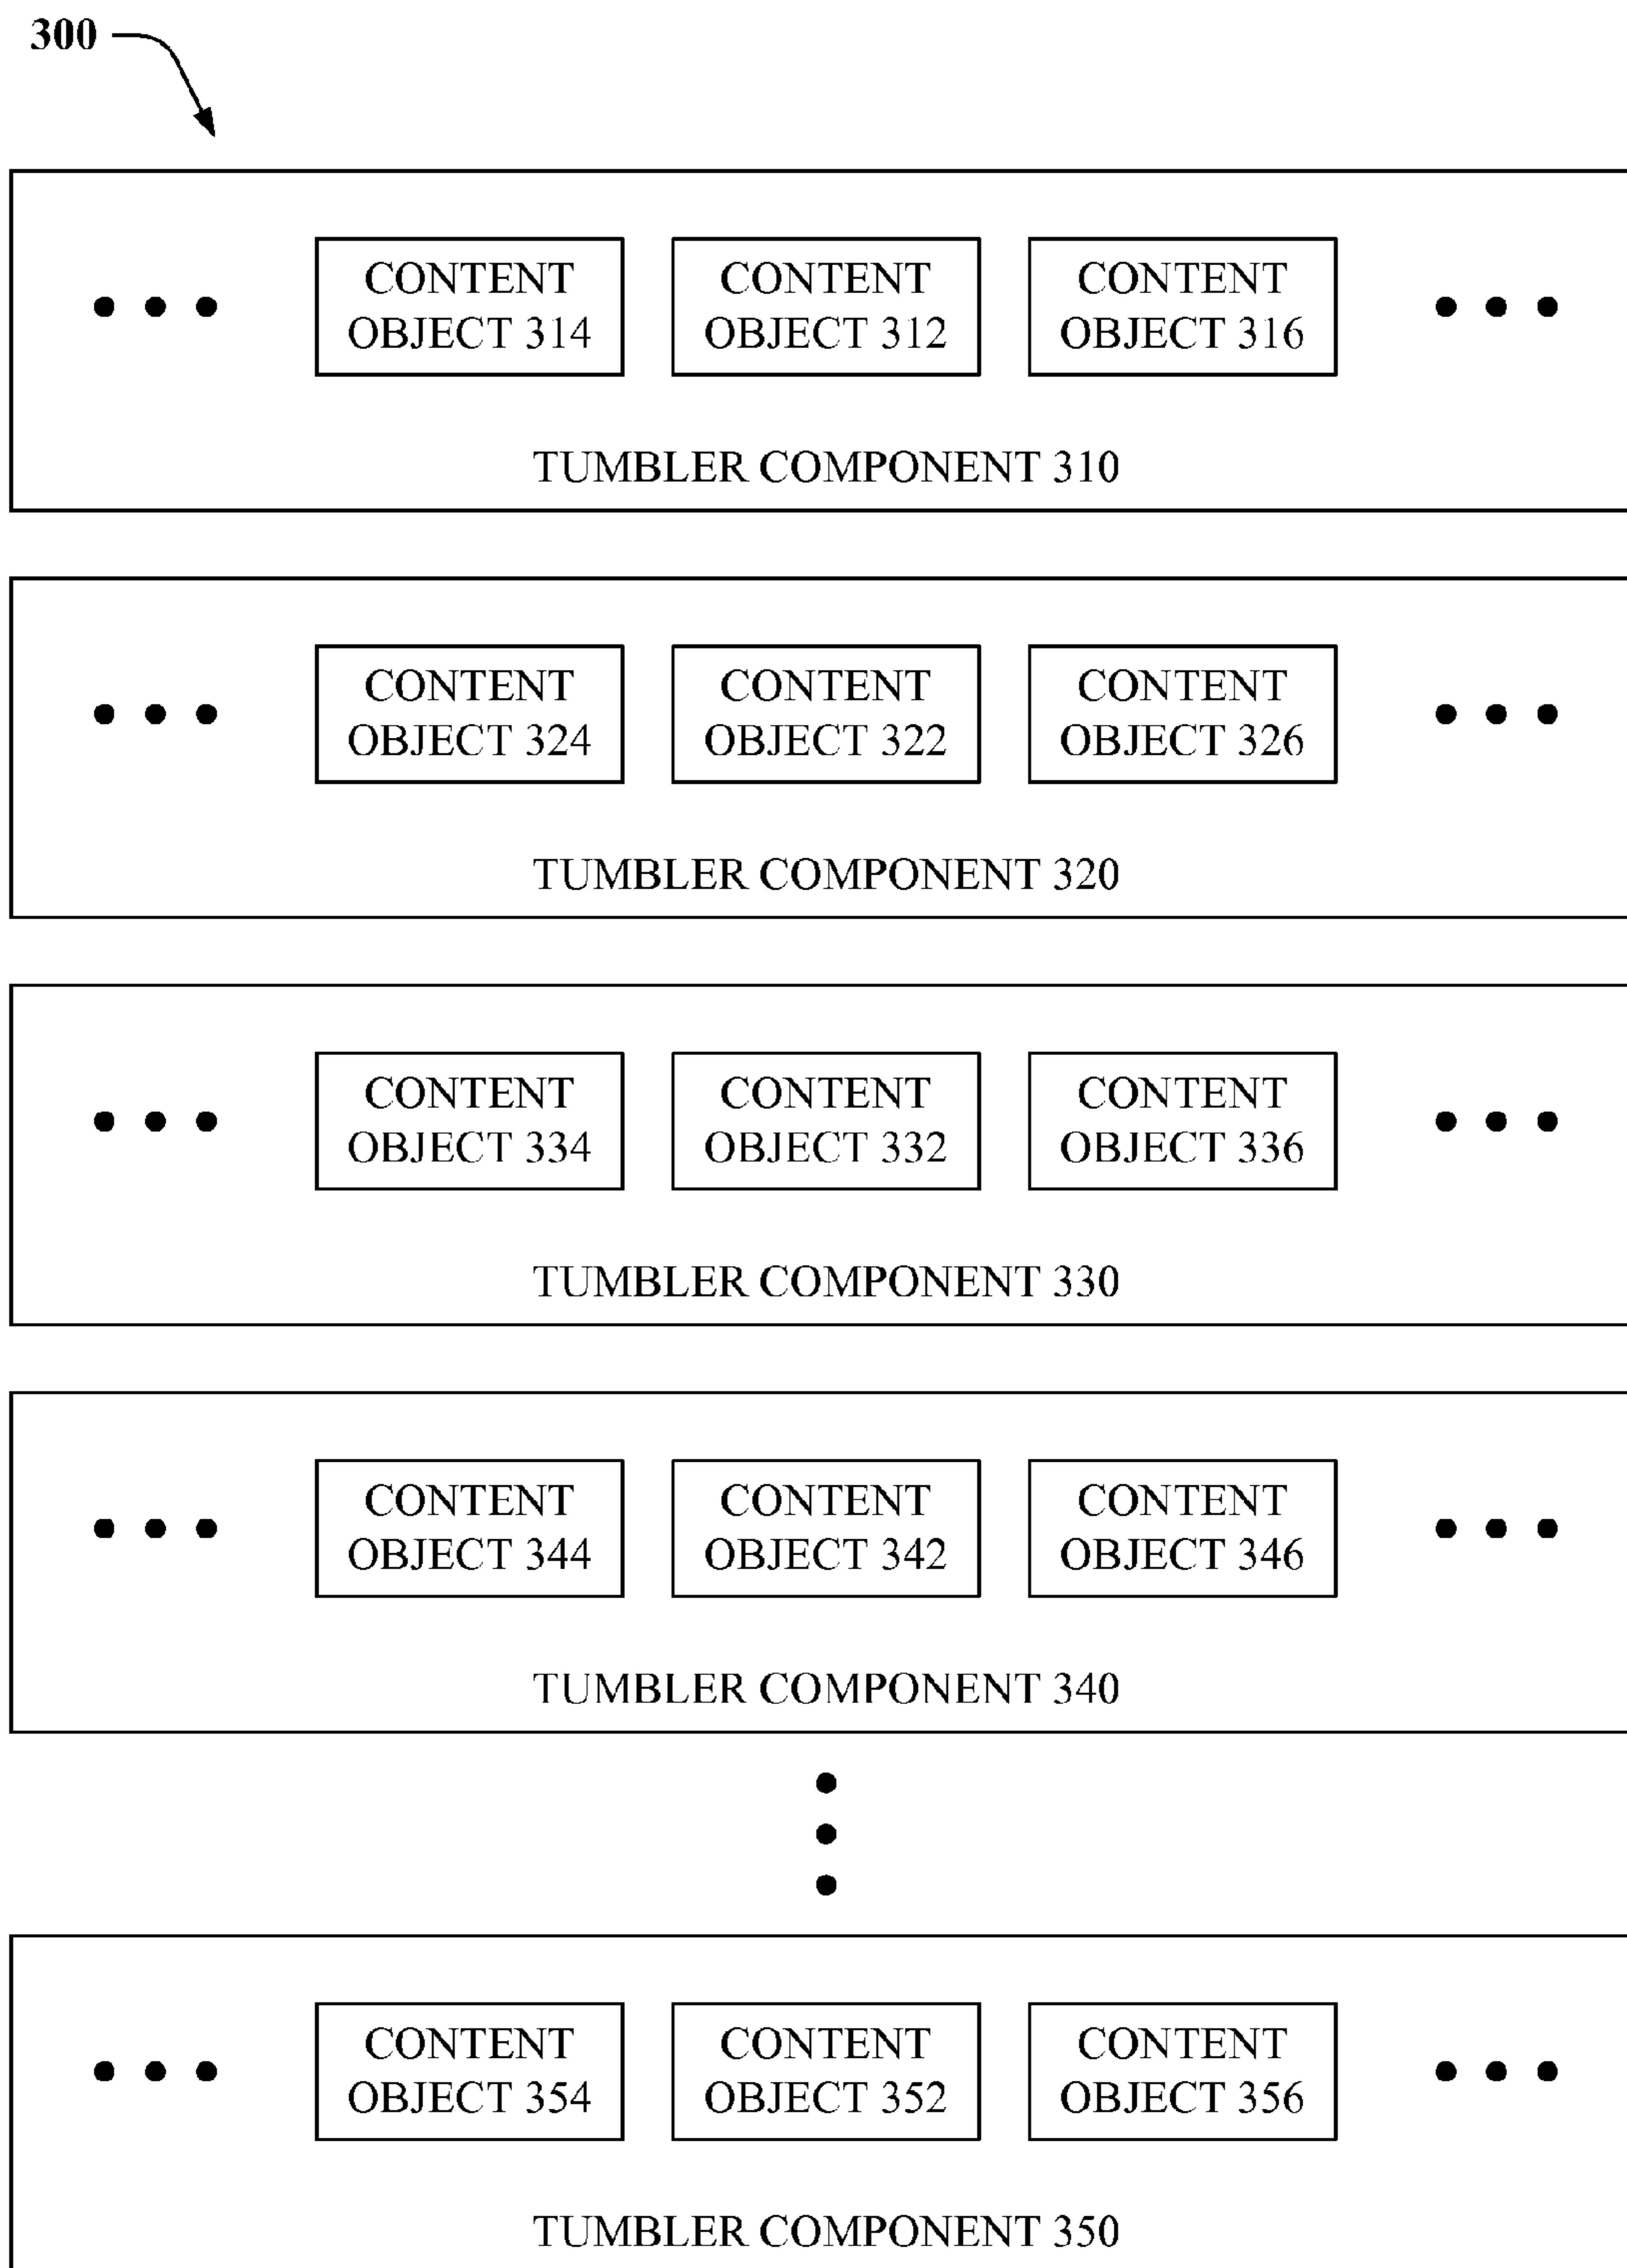 300
CONTENT
OBJECT 314
CONTENT
OBJECT 312
CONTENT
OBJECT 316
TUMBLER COMPONENT 310
CONTENT
OBJECT 324
CONTENT
OBJECT 322
CONTENT
OBJECT 326
TUMBLER COMPONENT 320
CONTENT
OBJECT 334
CONTENT
OBJECT 332
CONTENT
OBJECT 336
TUMBLER COMPONENT 330
CONTENT
OBJECT 344
CONTENT
OBJECT 342
CONTENT
OBJECT 346
TUMBLER COMPONENT 340
CONTENT
OBJECT 354
CONTENT
OBJECT 352
CONTENT
OBJECT 356
TUMBLER COMPONENT 350